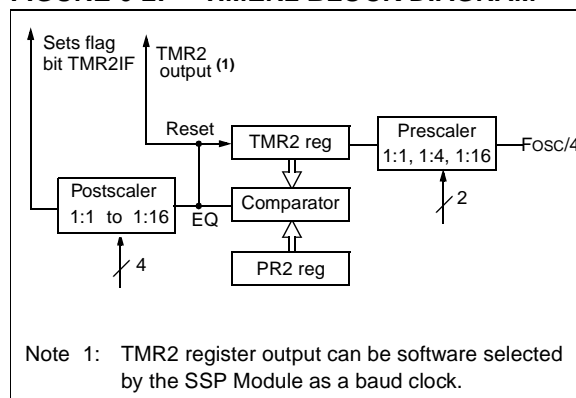 Sets flag
bit TMR2IF
TMR2
output (1)
Reset
TMR2 reg
Prescaler
1:1, 1:4, 1:16
FOSC/4
2
Postscaler
1:1 to 1:16
EQ
Comparator
4
PR2 reg
Note 1: TMR2 register output can be software selected
by the SSP Module as a baud clock.